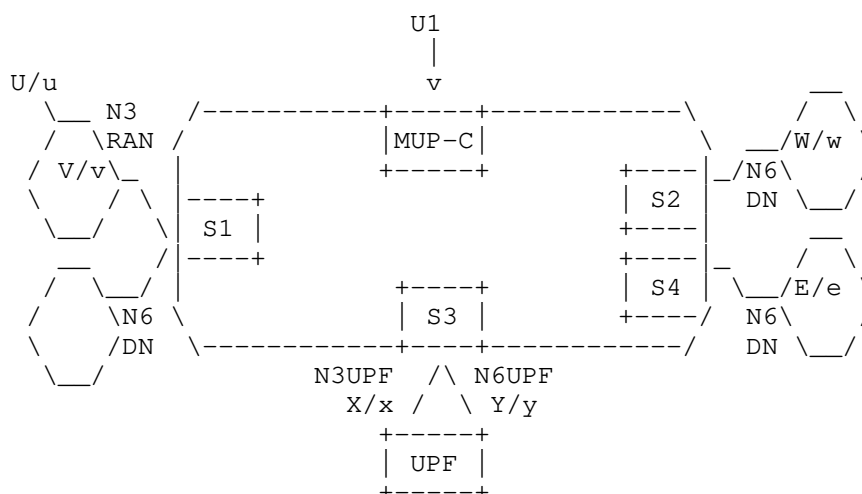 U1
U/u
N3
RAN
MUP-C
W/w
V/v
S2
N6
S1
DN
S4
E/e
S3
N6
N6
DN
DN
N3UPF
N6UPF
X/x
Y/y
UPF